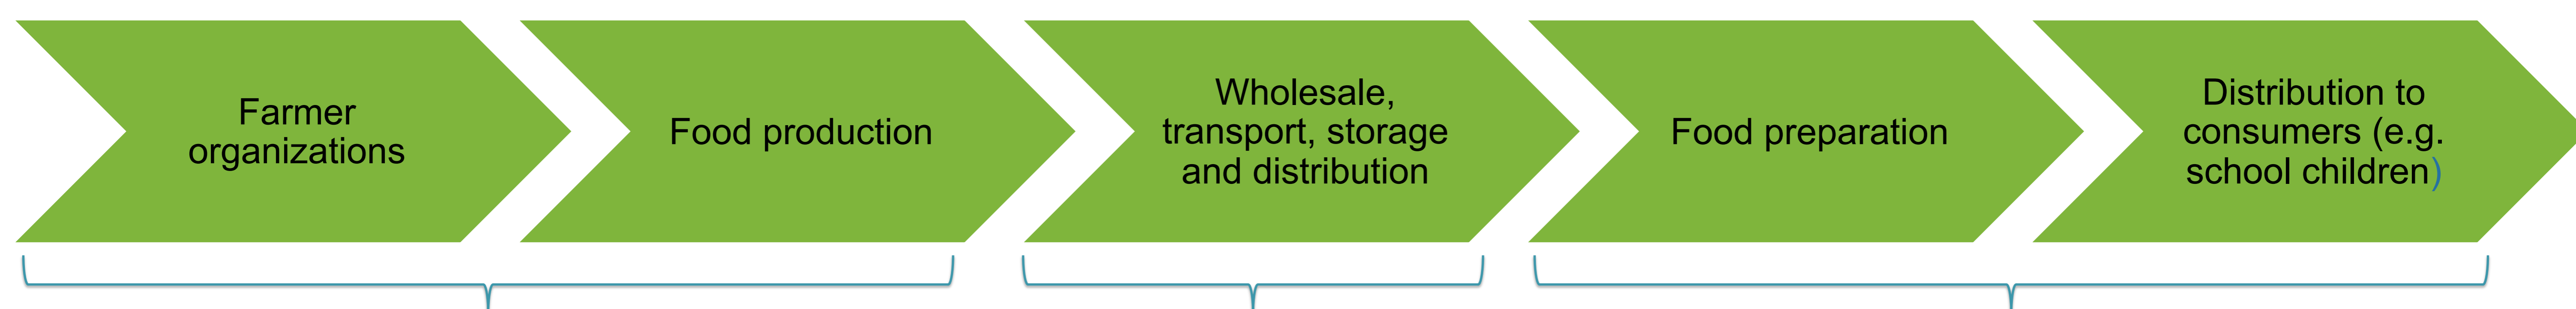 Farmer
organizations
Food production
Wholesale,
transport, storage
and distribution
Food preparation
Distribution to
consumers (e.g.
school children)